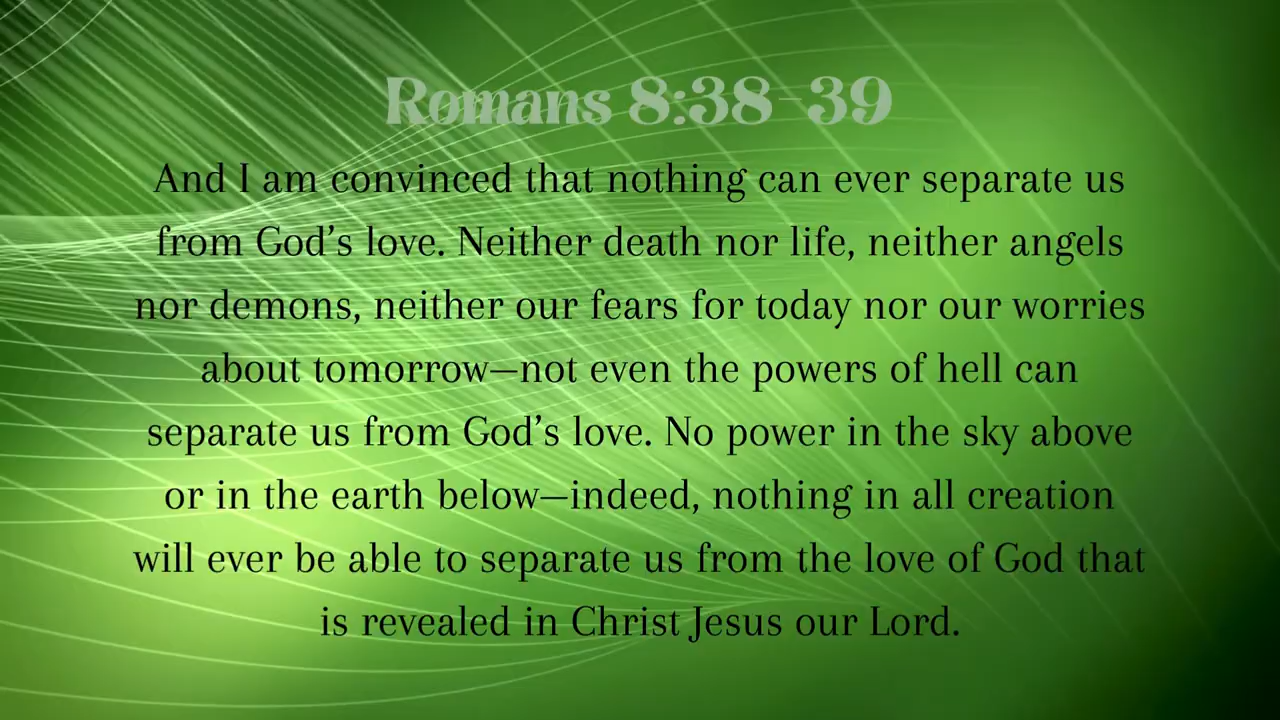 Romans 8:38-39
And I am convinced that nothing can ever separate us
from God’s love. Neither death nor life, neither angels
nor demons, neither our fears for today nor our worries
about tomorrow—not even the powers of hell can
separate us from God’s love. No power in the sky above
or in the earth below—indeed, nothing in all creation
will ever be able to separate us from the love of God that
is revealed in Christ Jesus our Lord.